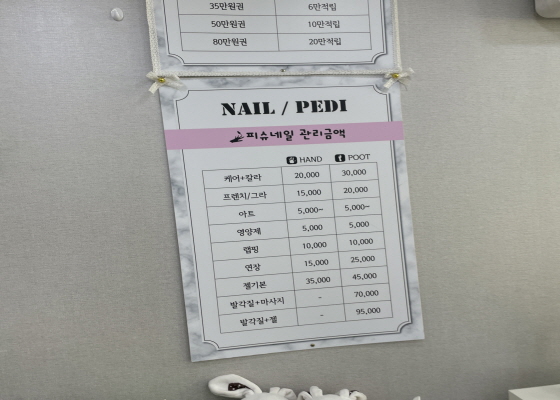 35만원권 6만적립
50만원권 10만적립
80만원권 20만적립
NAIL / PEDI
피슈네일 관리금액
HAND POOT
케어+칼라 20,000 30,000
프렌치/그라 15,000 20,000
아트 5,000~ 5,000~
영양제 5,000 5,000
랩핑 10,000 10,000
연장 15,000 25,000
젤기본 35,000 45,000
발각질+마사지 - 70,000
발각질+젤 - 95,000